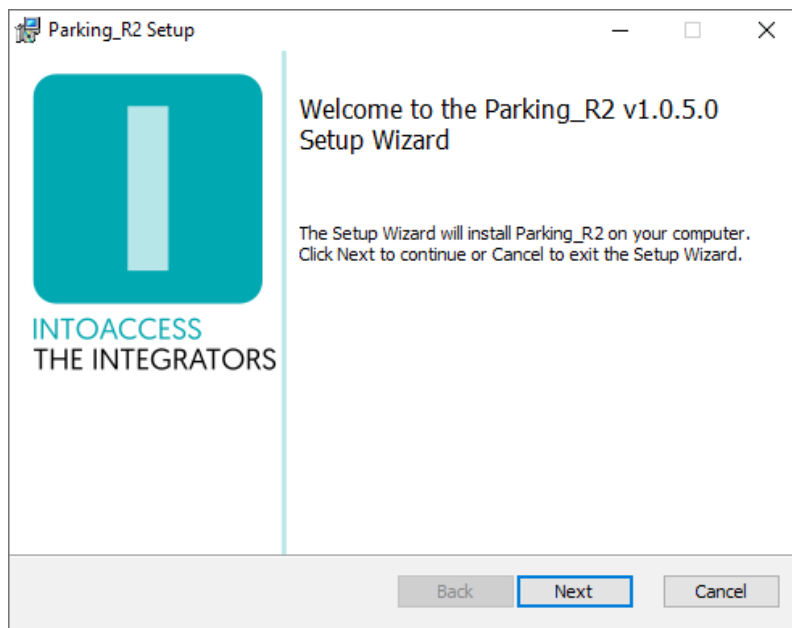 Parking_R2 Setup
Welcome to the Parking_R2 v1.0.5.0
Setup Wizard
The Setup Wizard will install Parking_R2 on your computer.
Click Next to continue or Cancel to exit the Setup Wizard.
INTOACCESS
THE INTEGRATORS
Back
Next
Cancel